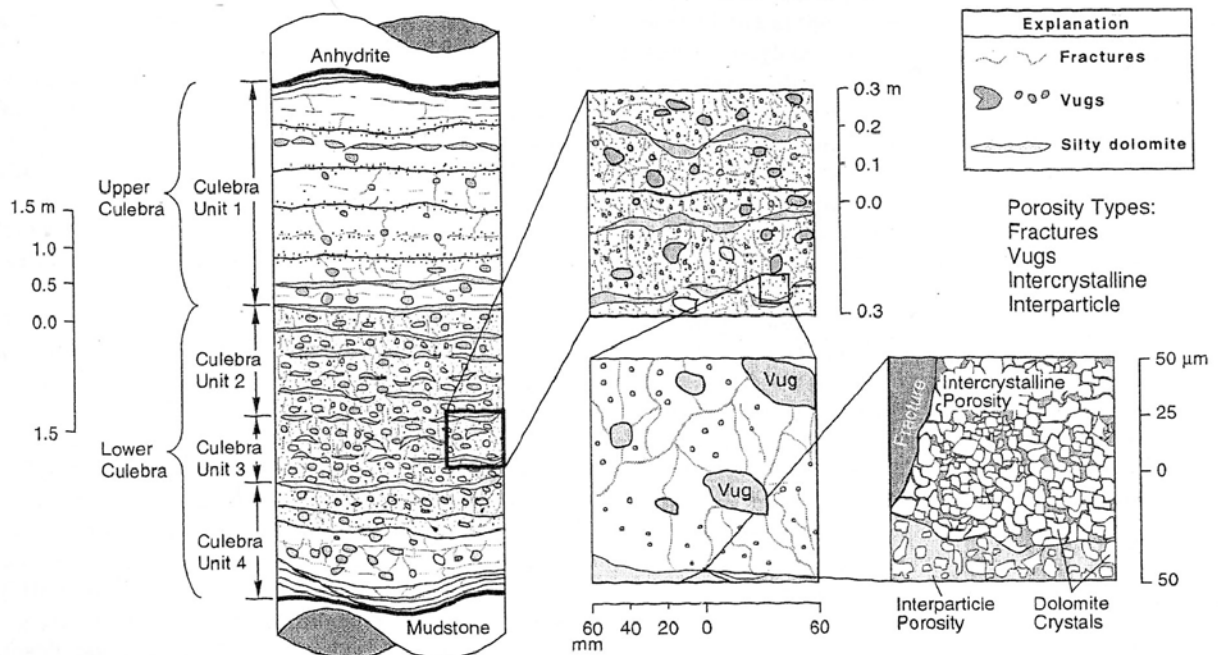 Anhydrite
Upper
Culebra
Culebra
Unit 1
1.5 m
1.0
0.5
0.0
1.5
Culebra
Unit 2
Lower
Culebra
Culebra
Unit 3
Culebra
Unit 4
Mudstone
0.3 m
0.2
0.1
0.0
0.3
Explanation
Fractures
Vugs
Silty dolomite
Porosity Types:
Fractures
Vugs
Intercrystalline
Interparticle
Vug
Vug
60 40 20 0 60
mm
Fracture
Intercrystalline
Porosity
50 µm
25
0
50
Interparticle
Porosity
Dolomite
Crystals